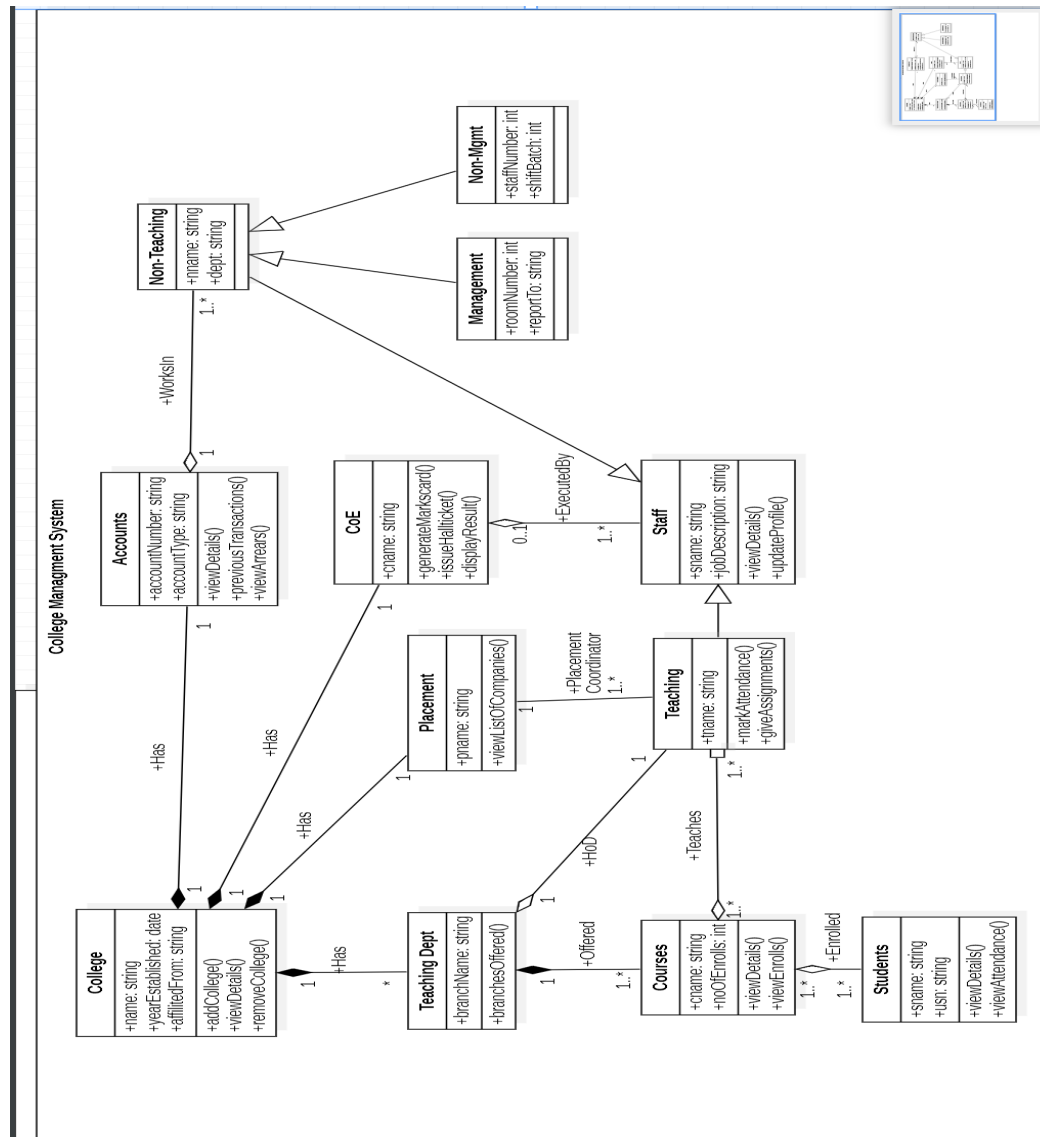 College Managment System
College
+name: string
+yearEstablished: date
+affilitedFrom: string
+addCollege()
+viewDetails()
+removeCollege()
1
+Has
1
1
+Has
1
1
+Has
1
1
+Has
*
Accounts
+accountNumber: string
+accountType: string
+viewDetails()
+previousTransactions()
+viewArrears()
1
+WorksIn
1..*
Non-Teaching
+nname: string
+dept: string
Teaching Dept
+branchName: string
+branchesOffered()
1
+HoD
1
1
+Offered
1..*
Placement
+pname: string
+viewListOfCompanies()
1
+Placement
Coordinator
1..*
CoE
+cname: string
+generateMarkscard()
+issueHallticket()
+displayResult()
0..1
+ExecutedBy
1..*
Management
+roomNumber: int
+reportTo: string
Non-Mgmt
+staffNumber: int
+shiftBatch: int
Courses
+cname: string
+noOfEnrolls: int
+viewDetails()
+viewEnrolls()
1..*
+Teaches
1..*
1..*
+Enrolled
1..*
Teaching
+tname: string
+markAttendance()
+giveAssignments()
Staff
+sname: string
+jobDescription: string
+viewDetails()
+updateProfile()
Students
+sname: string
+usn: string
+viewDetails()
+viewAttendance()